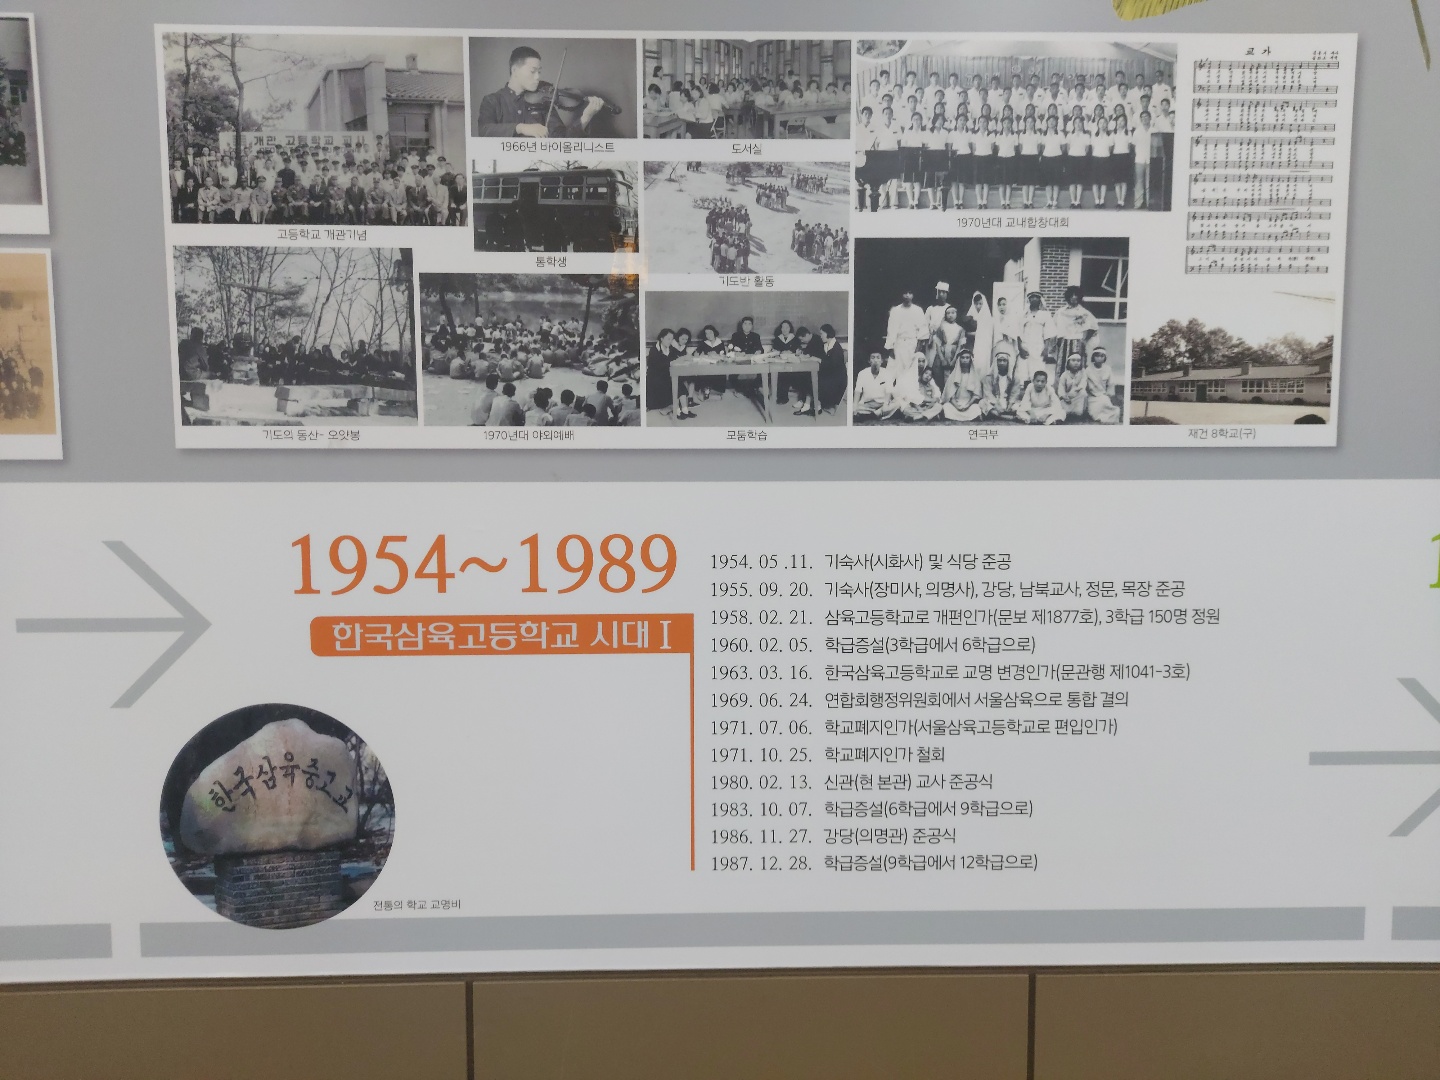 개편 고등학교
1966년 바이올리니스트
도서실
교 가
고등학교 개관기념
통학생
기도반 활동
1970년대 교내합창대회
기도의 동산- 오얏봉
1970년대 야외예배
모둠학습
연극부
재건 8학교(구)
1954~1989
한국삼육고등학교 시대 I
1954. 05 .11. 기숙사(시화사) 및 식당 준공
1955. 09. 20. 기숙사(장미사, 의명사), 강당, 남북교사, 정문, 목장 준공
1958. 02. 21. 삼육고등학교로 개편인가(문보 제1877호), 3학급 150명 정원
1960. 02. 05. 학급증설(3학급에서 6학급으로)
1963. 03. 16. 한국삼육고등학교로 교명 변경인가(문관행 제1041-3호)
1969. 06. 24. 연합회행정위원회에서 서울삼육으로 통합 결의
1971. 07. 06. 학교폐지인가(서울삼육고등학교로 편입인가)
1971. 10. 25. 학교폐지인가 철회
1980. 02. 13. 신관(현 본관) 교사 준공식
1983. 10. 07. 학급증설(6학급에서 9학급으로)
1986. 11. 27. 강당(의명관) 준공식
1987. 12. 28. 학급증설(9학급에서 12학급으로)
한국삼육중고교
전통의 학교 교명비